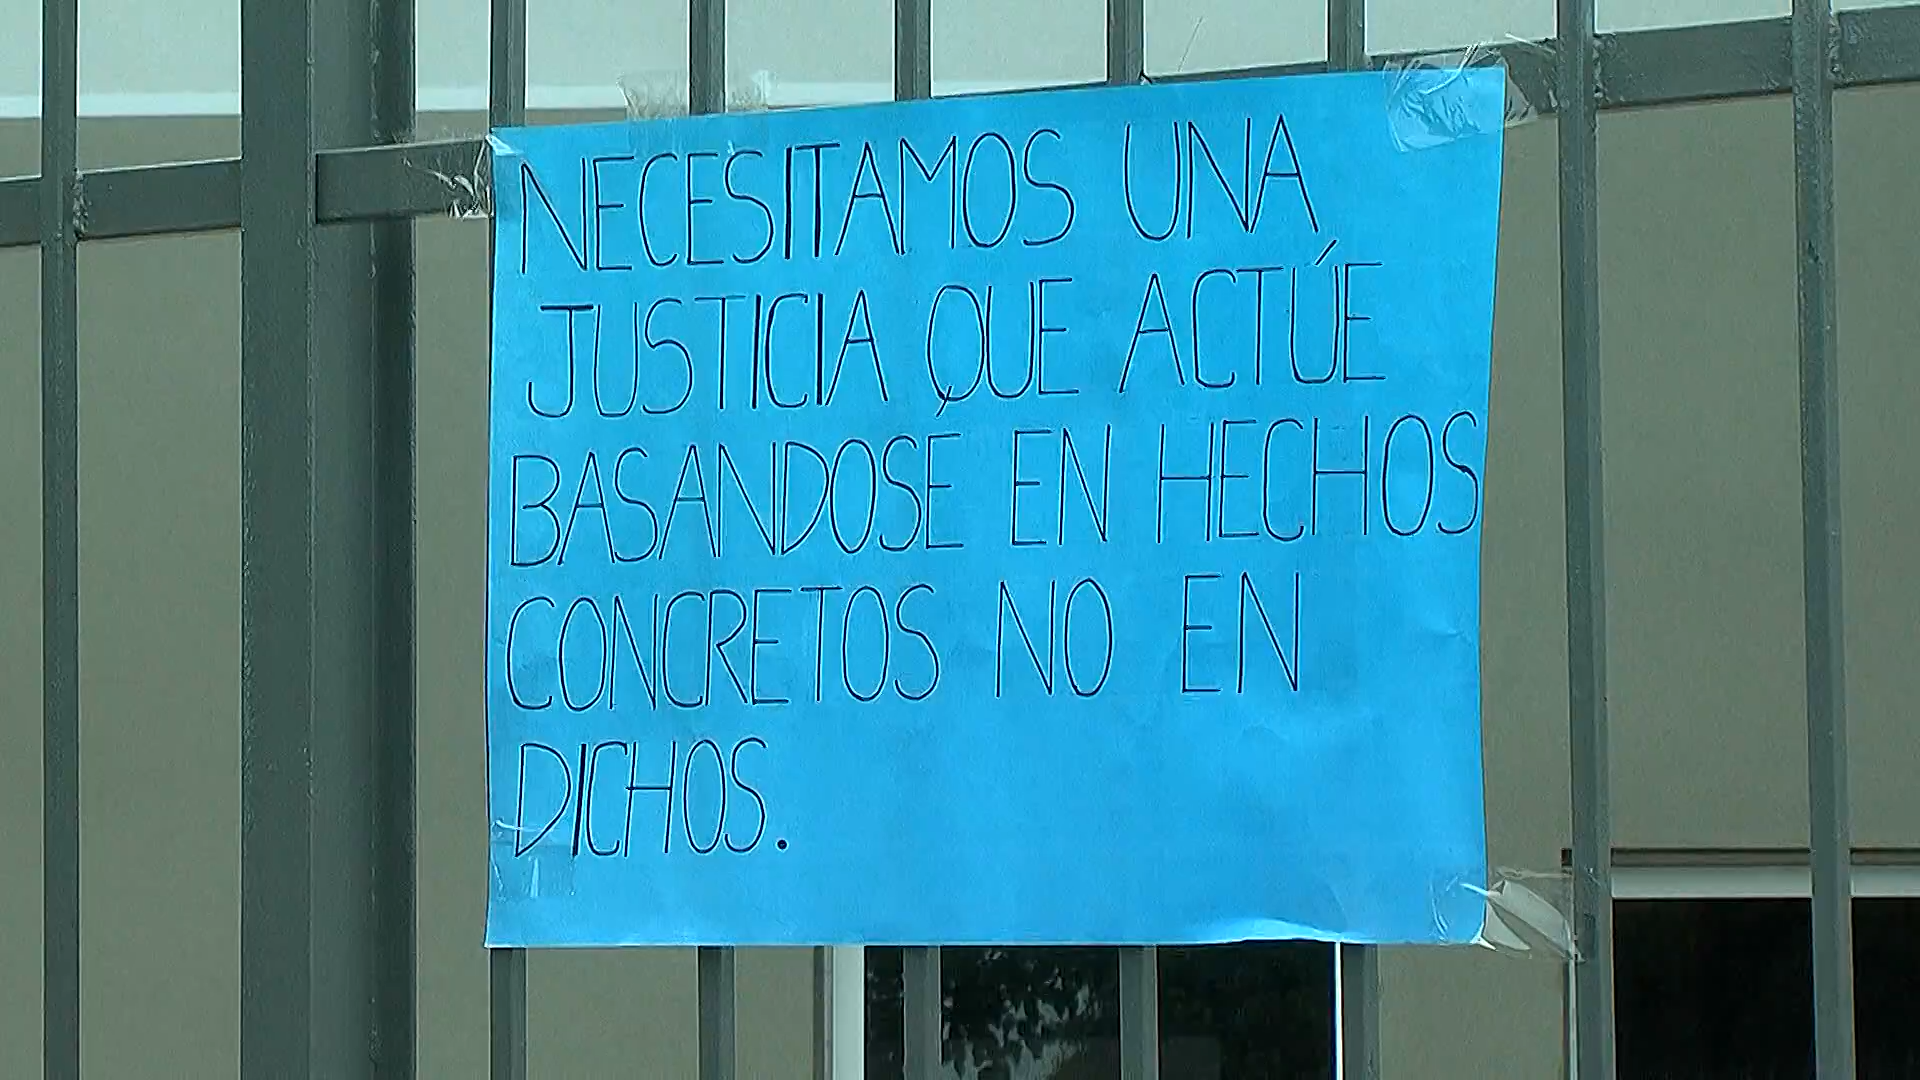 NECESITAMOS UNA
JUSTICIA QUE ACTÚE
BASANDOSE EN HECHOS
CONCRETOS NO EN
DICHOS.